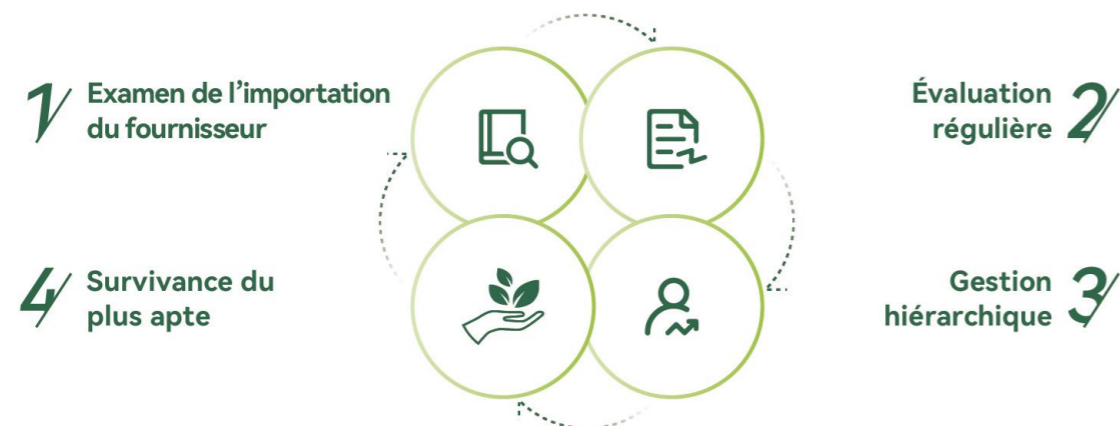 1/ Examen de l’importation
du fournisseur
Évaluation
régulière 2/
Gestion
hiérarchique 3/
4/ Survivance du
plus apte